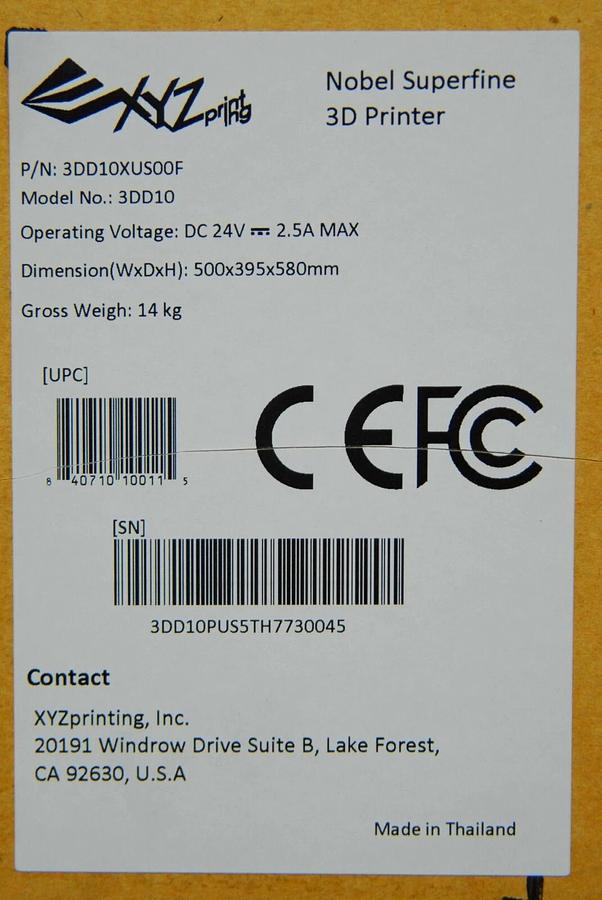 XYZprinting
Nobel Superfine
3D Printer
P/N: 3DD10XUS00F
Model No.: 3DD10
Operating Voltage: DC 24V ⎓ 2.5A MAX
Dimension(WxDxH): 500x395x580mm
Gross Weigh: 14 kg
[UPC]
8 40710 10011 5
CE FC
[SN]
3DD10PUS5TH7730045
Contact
XYZprinting, Inc.
20191 Windrow Drive Suite B, Lake Forest,
CA 92630, U.S.A
Made in Thailand